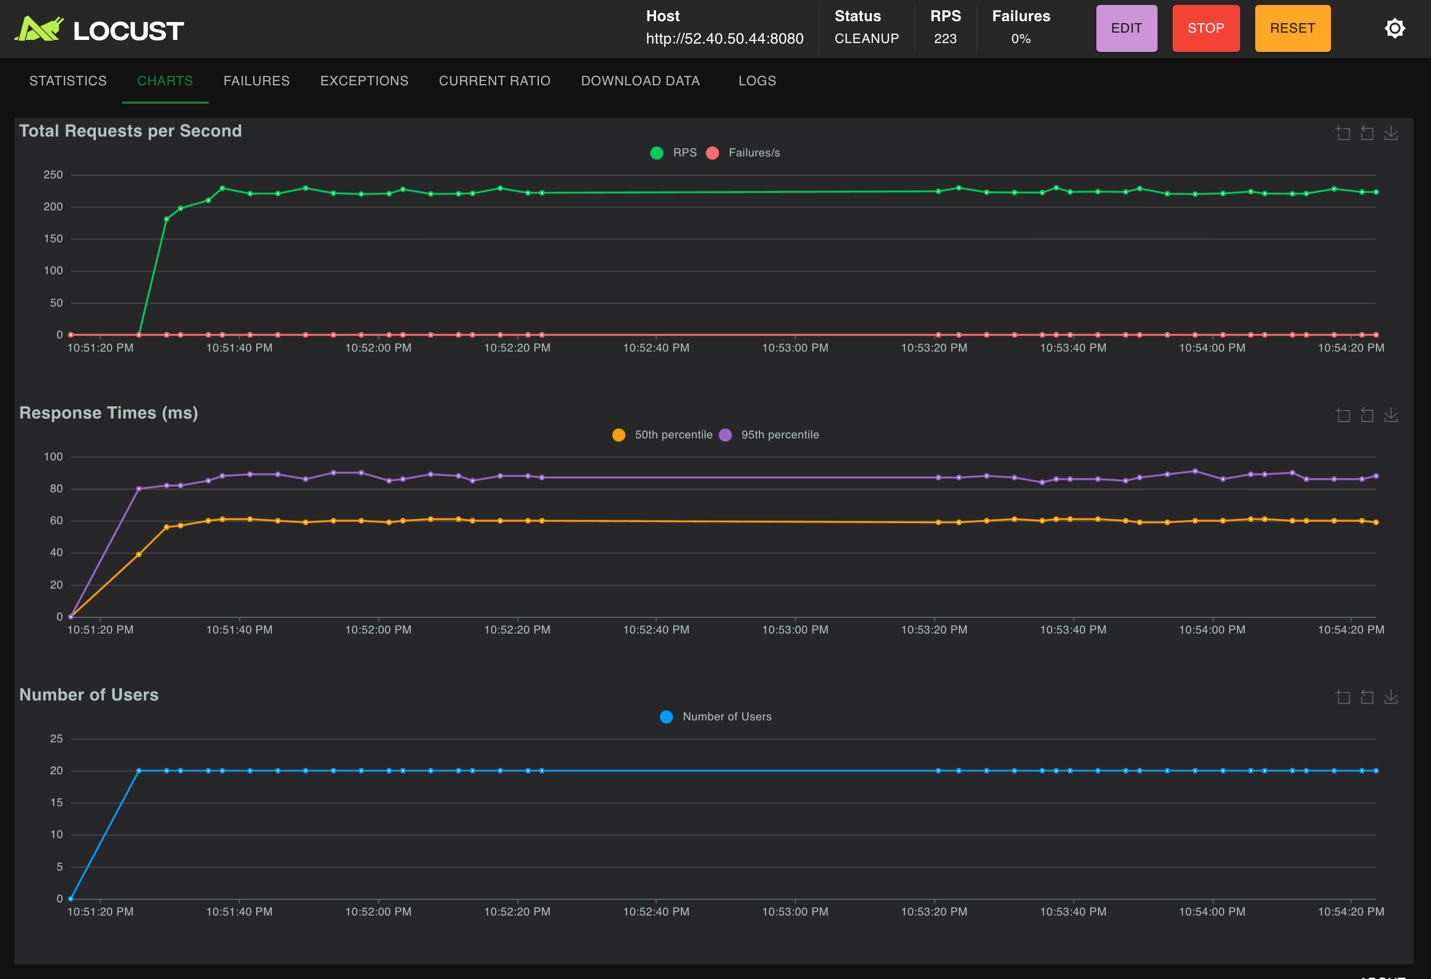 LOCUST
Host
http://52.40.50.44:8080
Status
CLEANUP
RPS
223
Failures
0%
EDIT
STOP
RESET
STATISTICS CHARTS FAILURES EXCEPTIONS CURRENT RATIO DOWNLOAD DATA LOGS
Total Requests per Second
RPS Failures/s
250
200
150
100
50
0
10:51:20 PM 10:51:40 PM 10:52:00 PM 10:52:20 PM 10:52:40 PM 10:53:00 PM 10:53:20 PM 10:53:40 PM 10:54:00 PM 10:54:20 PM
Response Times (ms)
50th percentile 95th percentile
100
80
60
40
20
0
10:51:20 PM 10:51:40 PM 10:52:00 PM 10:52:20 PM 10:52:40 PM 10:53:00 PM 10:53:20 PM 10:53:40 PM 10:54:00 PM 10:54:20 PM
Number of Users
Number of Users
25
20
15
10
5
0
10:51:20 PM 10:51:40 PM 10:52:00 PM 10:52:20 PM 10:52:40 PM 10:53:00 PM 10:53:20 PM 10:53:40 PM 10:54:00 PM 10:54:20 PM